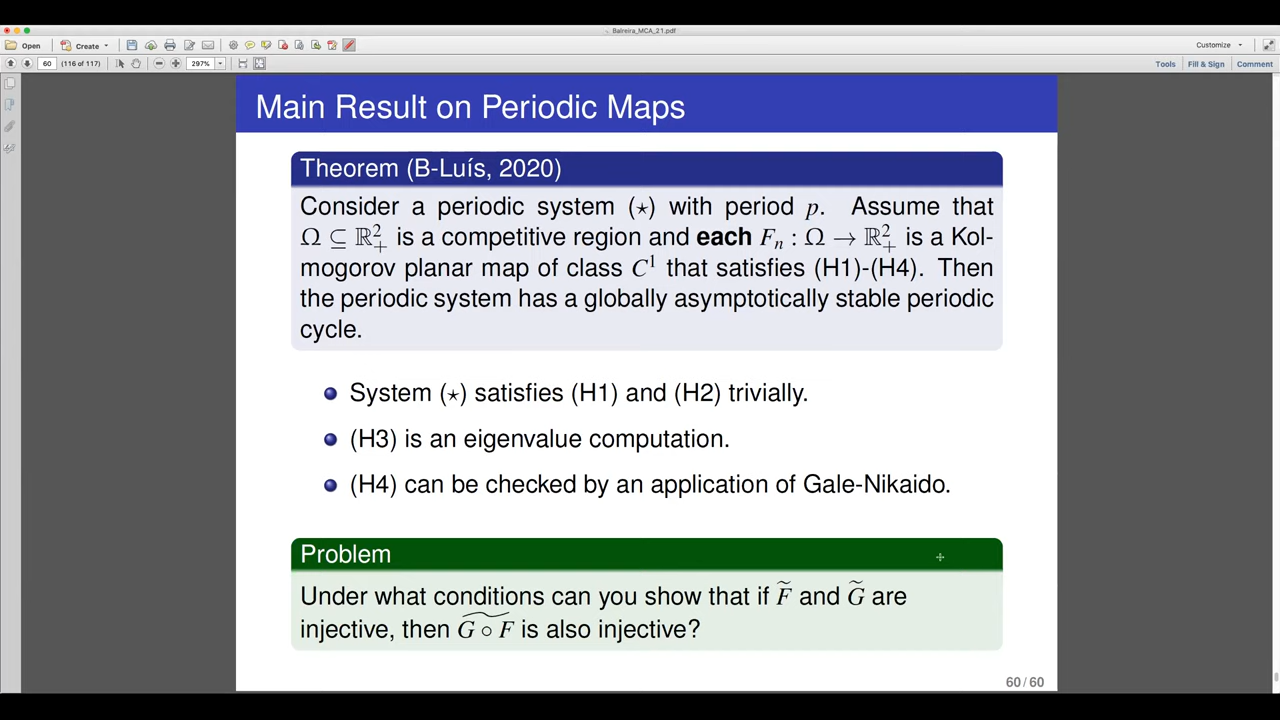 Balreira_MCA_21.pdf
Open
Create
Customize
60
(116 of 117)
297%
Tools
Fill & Sign
Comment
Main Result on Periodic Maps
Theorem (B-Luís, 2020)
Consider a periodic system (⋆) with period p. Assume that
Ω ⊆ ℝ²₊ is a competitive region and each Fₙ : Ω → ℝ²₊ is a Kol-
mogorov planar map of class C¹ that satisfies (H1)-(H4). Then
the periodic system has a globally asymptotically stable periodic
cycle.
System (⋆) satisfies (H1) and (H2) trivially.
(H3) is an eigenvalue computation.
(H4) can be checked by an application of Gale-Nikaido.
Problem
Under what conditions can you show that if F̃ and G̃ are
injective, then \widetilde{G ∘ F} is also injective?
60 / 60